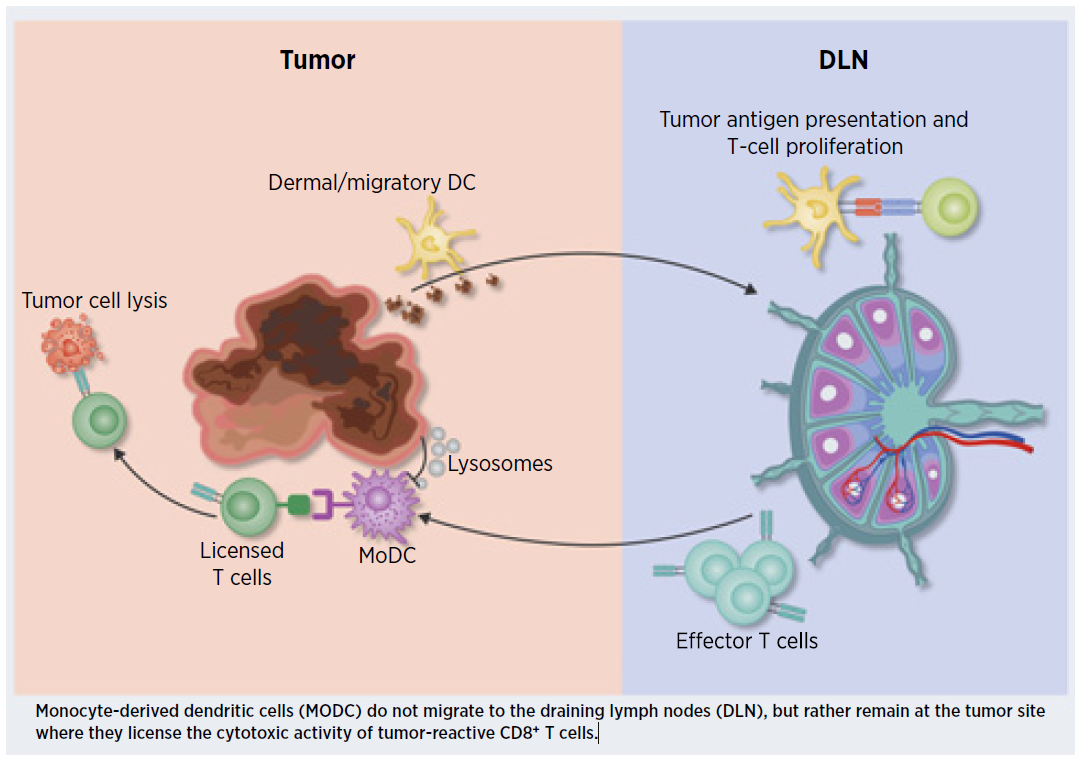 Tumor
DLN
Tumor antigen presentation and
T-cell proliferation
Dermal/migratory DC
Tumor cell lysis
Lysosomes
Licensed
T cells
MoDC
Effector T cells
Monocyte-derived dendritic cells (MODC) do not migrate to the draining lymph nodes (DLN), but rather remain at the tumor site
where they license the cytotoxic activity of tumor-reactive CD8⁺ T cells.